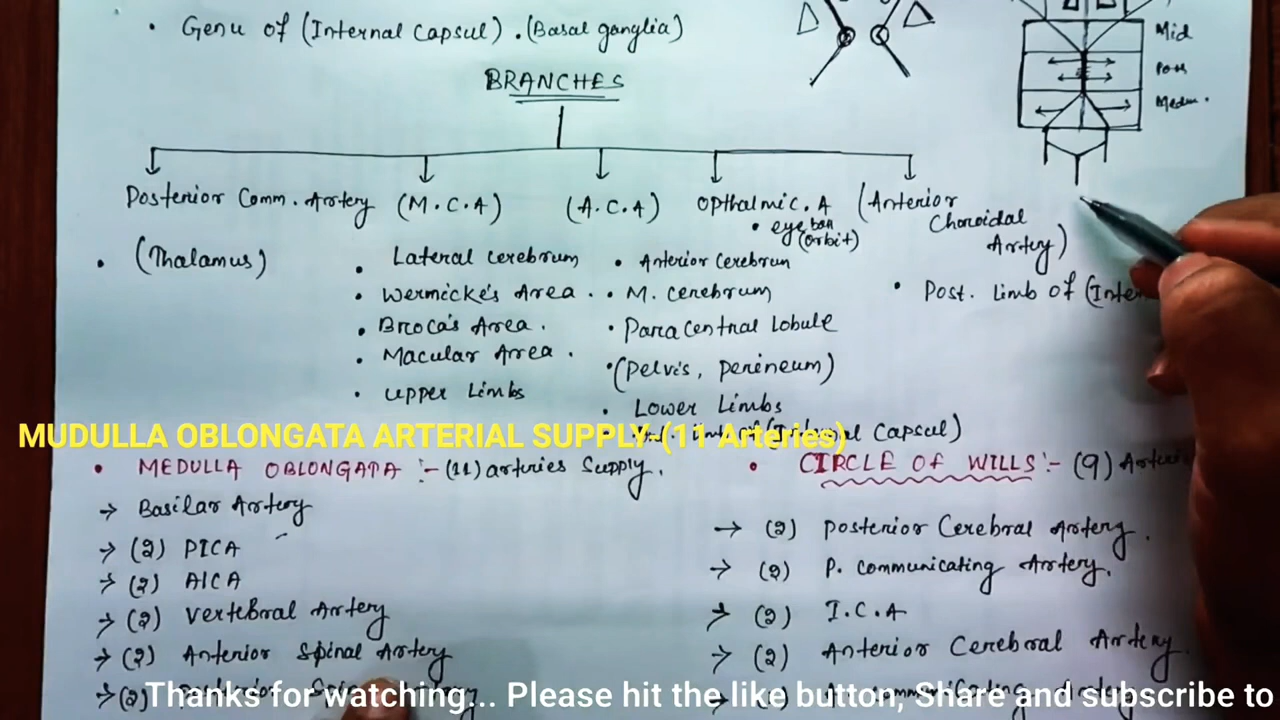 • Genu of (Internal Capsul) . (Basal ganglia)
Mid
Pons
Medu.
BRANCHES
Posterior Comm. Artery
(M.C.A)
(A.C.A)
Opthalmic. A
(Anterior Choroidal Artery)
• (Thalamus)
• Lateral cerebrum
• Wermicke's Area .
• Broca's Area .
• Macular Area .
• Upper Limbs
• Anterior Cerebrum
• M. Cerebrum
• Para Central Lobule
• (Pelvis, perineum)
• Lower Limbs
Capsul)
• eye ball (orbit)
• Post. Limb of (Inter
MUDULLA OBLONGATA ARTERIAL SUPPLY-(11 Arteries)
• MEDULLA OBLONGATA :- (11) arteries Supply.
→ Basilar Artery
→ (2) PICA
→ (2) AICA
→ (2) Vertebral Artery
→ (2) Anterior Spinal Artery
→ (2)
• CIRCLE OF WILLS :- (9)
→ (2) Posterior Cerebral Artery.
→ (2) P. communicating Artery.
→ (2) I.C.A
→ (2) Anterior Cerebral Artery.
Thanks for watching... Please hit the like button, Share and subscribe to